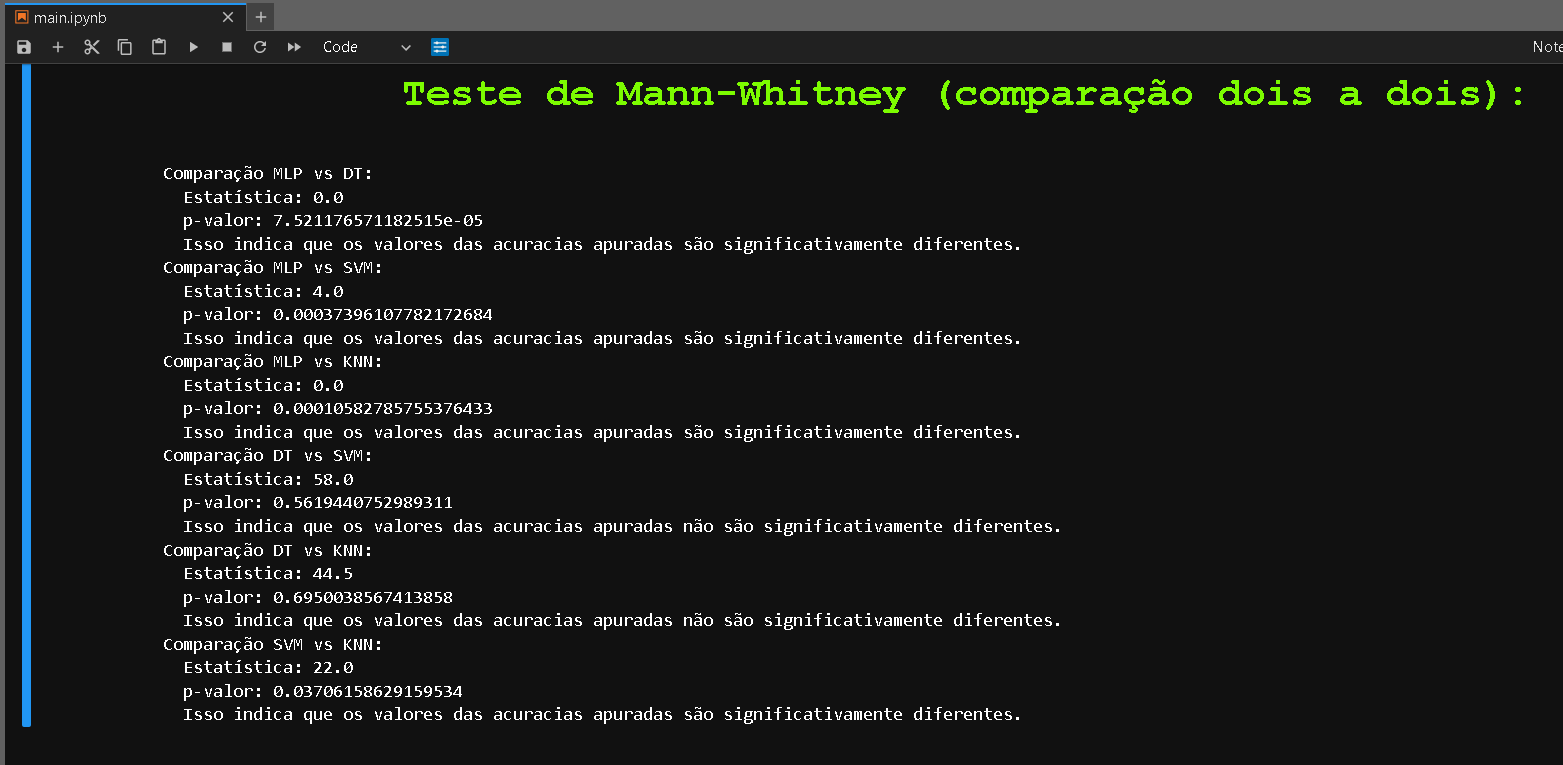 main.ipynb
Code
Note
Teste de Mann-Whitney (comparação dois a dois):
Comparação MLP vs DT:
Estatística: 0.0
p-valor: 7.521176571182515e-05
Isso indica que os valores das acuracias apuradas são significativamente diferentes.
Comparação MLP vs SVM:
Estatística: 4.0
p-valor: 0.00037396107782172684
Isso indica que os valores das acuracias apuradas são significativamente diferentes.
Comparação MLP vs KNN:
Estatística: 0.0
p-valor: 0.00010582785755376433
Isso indica que os valores das acuracias apuradas são significativamente diferentes.
Comparação DT vs SVM:
Estatística: 58.0
p-valor: 0.5619440752989311
Isso indica que os valores das acuracias apuradas não são significativamente diferentes.
Comparação DT vs KNN:
Estatística: 44.5
p-valor: 0.6950038567413858
Isso indica que os valores das acuracias apuradas não são significativamente diferentes.
Comparação SVM vs KNN:
Estatística: 22.0
p-valor: 0.03706158629159534
Isso indica que os valores das acuracias apuradas são significativamente diferentes.